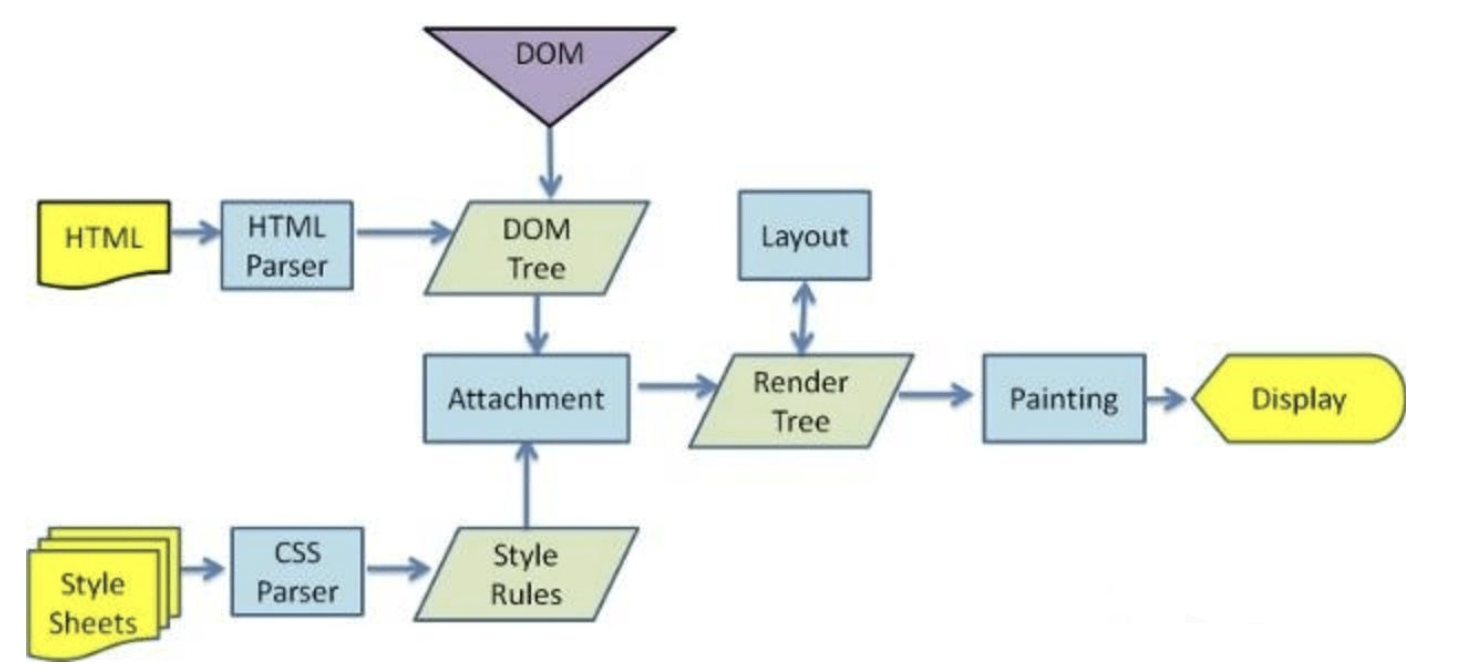 DOM
HTML
HTML
Parser
DOM
Tree
Layout
Attachment
Render
Tree
Painting
Display
Style
Sheets
CSS
Parser
Style
Rules